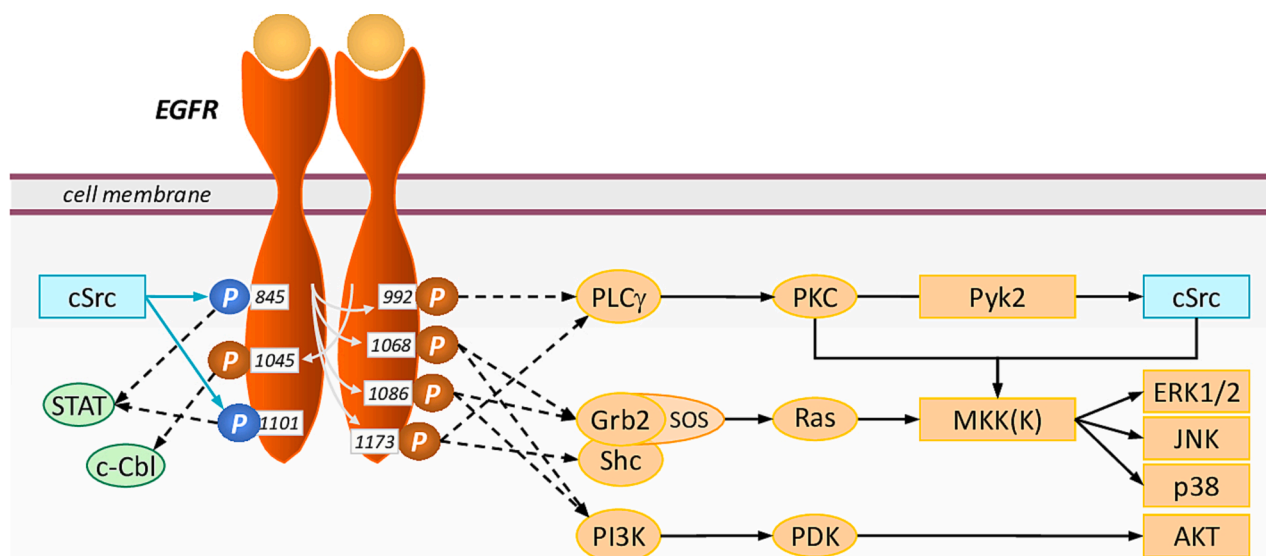 EGFR
cell membrane
cSrc
P
845
992
P
PLCγ
PKC
Pyk2
cSrc
P
1045
1068
P
1086
P
STAT
P
1101
1173
P
Grb2
SOS
Ras
MKK(K)
ERK1/2
JNK
c-Cbl
Shc
p38
PI3K
PDK
AKT